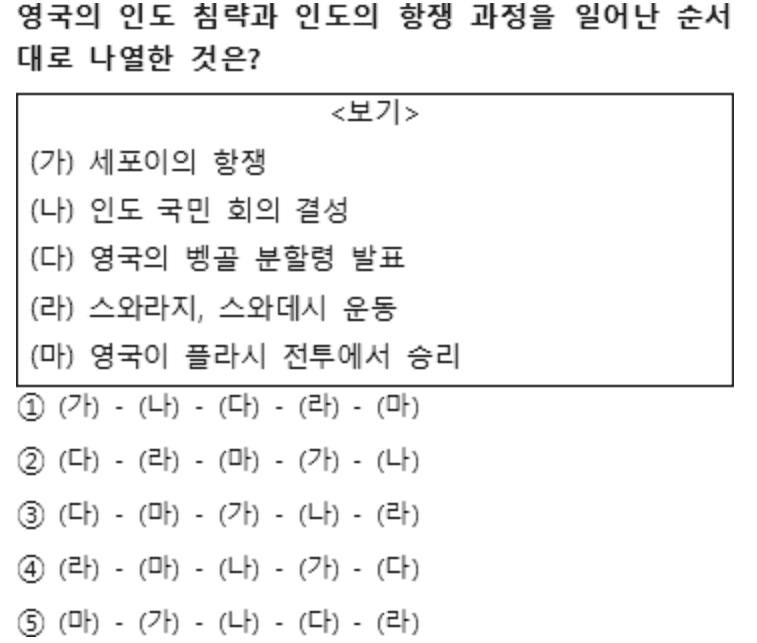 영국의 인도 침략과 인도의 항쟁 과정을 일어난 순서
대로 나열한 것은?
<보기>
(가) 세포이의 항쟁
(나) 인도 국민 회의 결성
(다) 영국의 벵골 분할령 발표
(라) 스와라지, 스와데시 운동
(마) 영국이 플라시 전투에서 승리
① (가) - (나) - (다) - (라) - (마)
② (다) - (라) - (마) - (가) - (나)
③ (다) - (마) - (가) - (나) - (라)
④ (라) - (마) - (나) - (가) - (다)
⑤ (마) - (가) - (나) - (다) - (라)